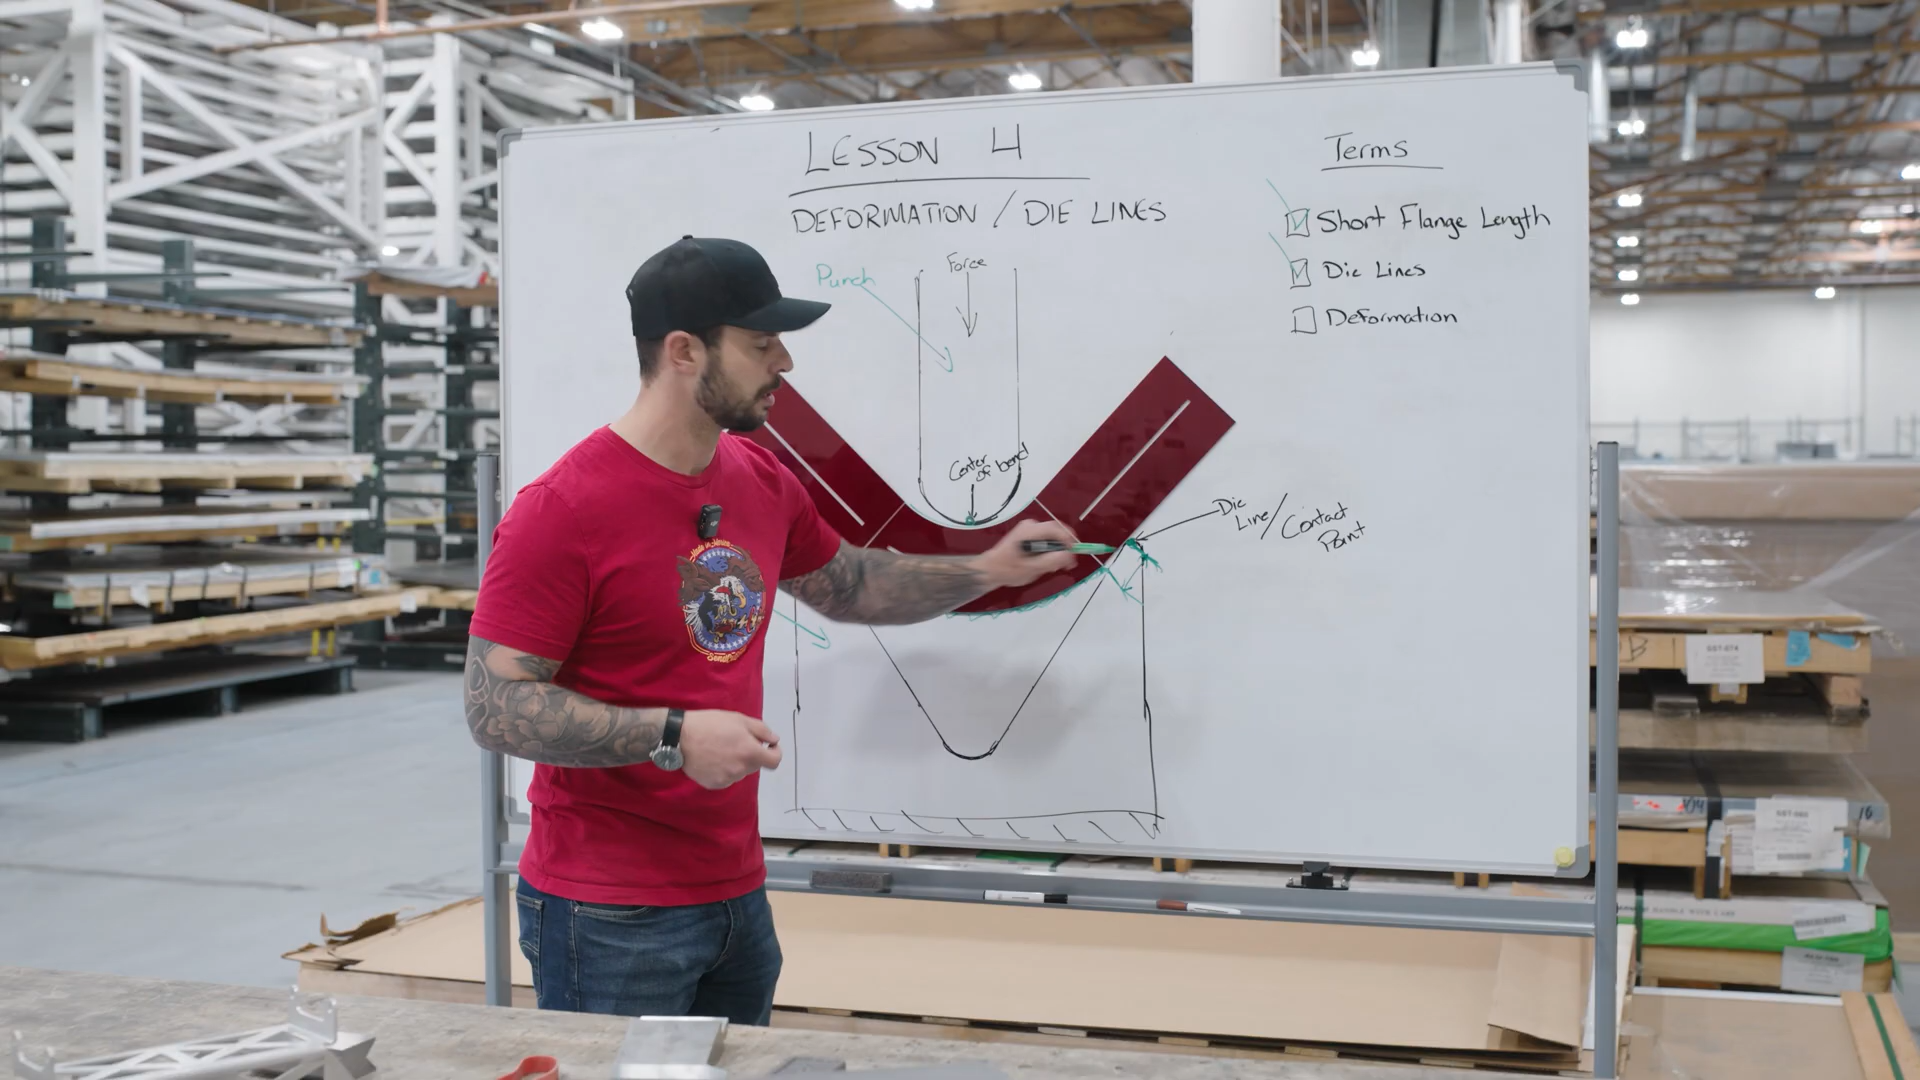 LESSON 4
DEFORMATION / DIE LINES
Terms
Short Flange Length
Die Lines
Deformation
Punch
Force
Center
of bend
Die
Line/Contact
Point